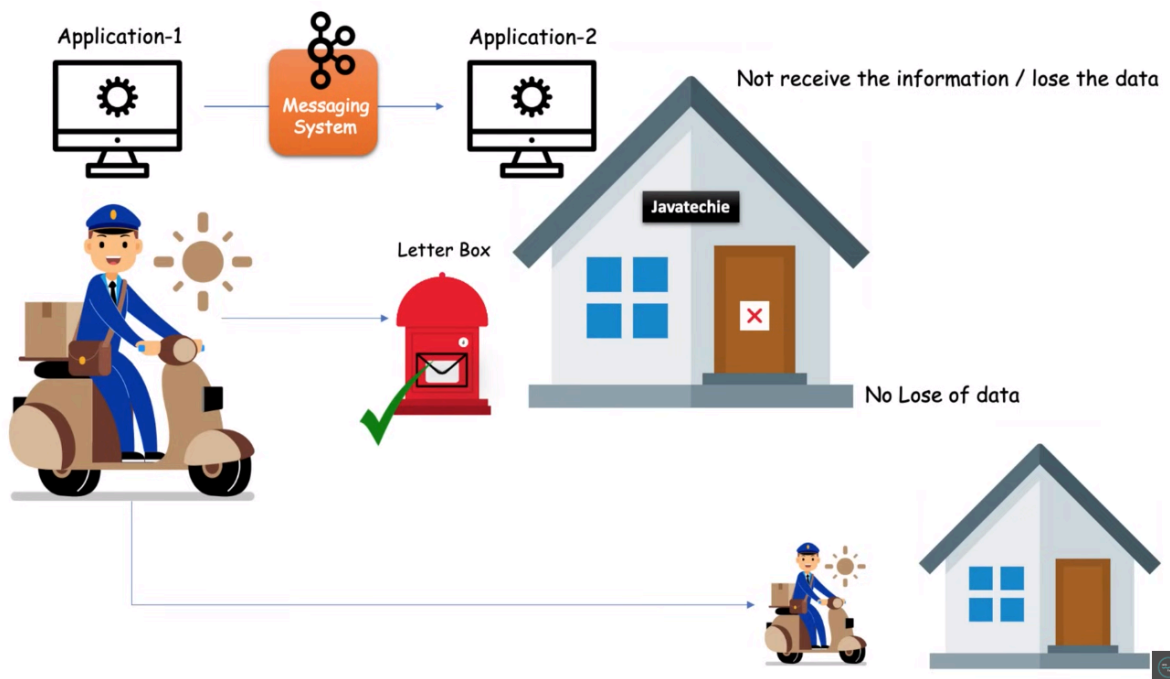 Application-1
Messaging
System
Application-2
Not receive the information / lose the data
Javatechie
Letter Box
No Lose of data